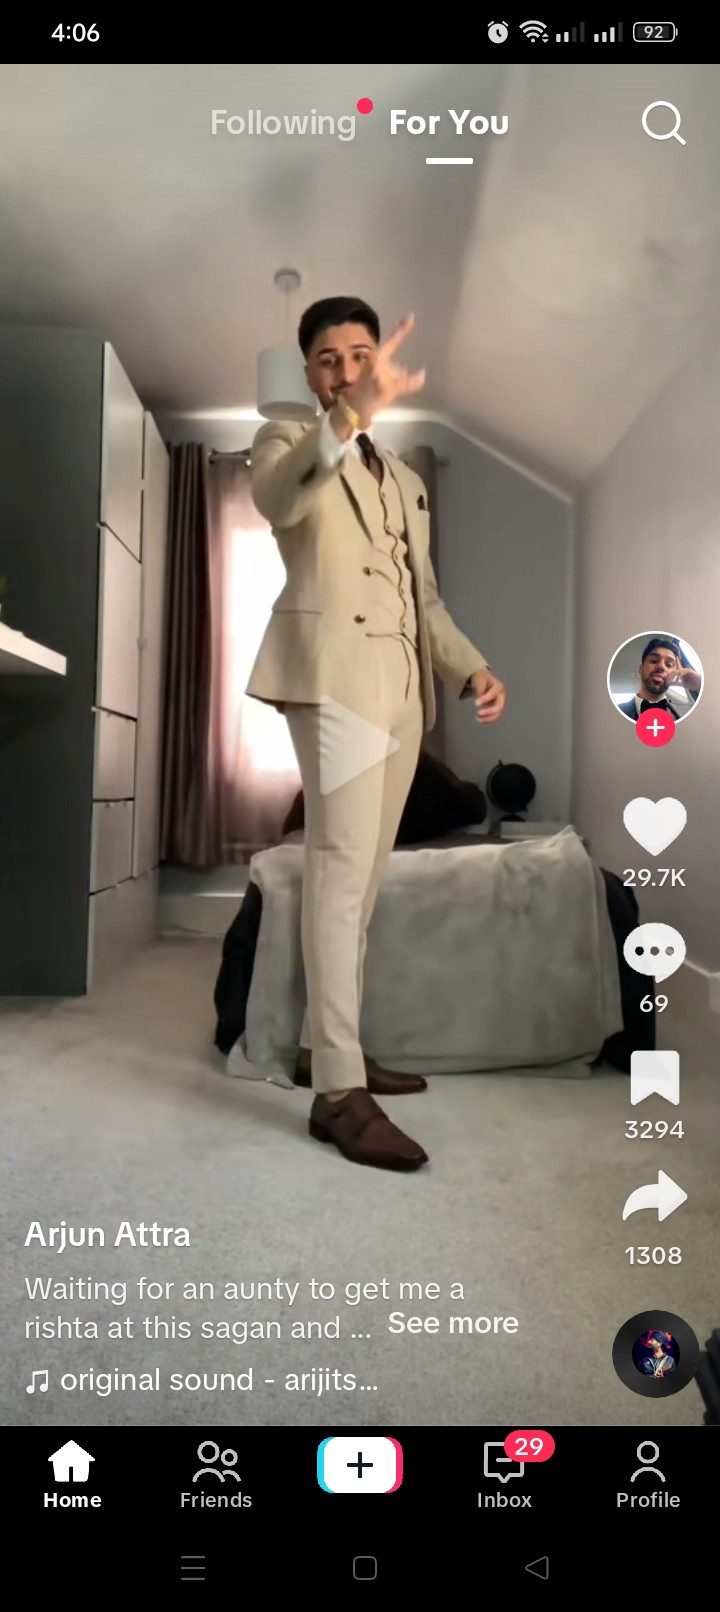 4:06
92
Following
For You
29.7K
69
3294
1308
Arjun Attra
Waiting for an aunty to get me a
rishta at this sagan and ... See more
original sound - arijits...
29
Home
Friends
Inbox
Profile